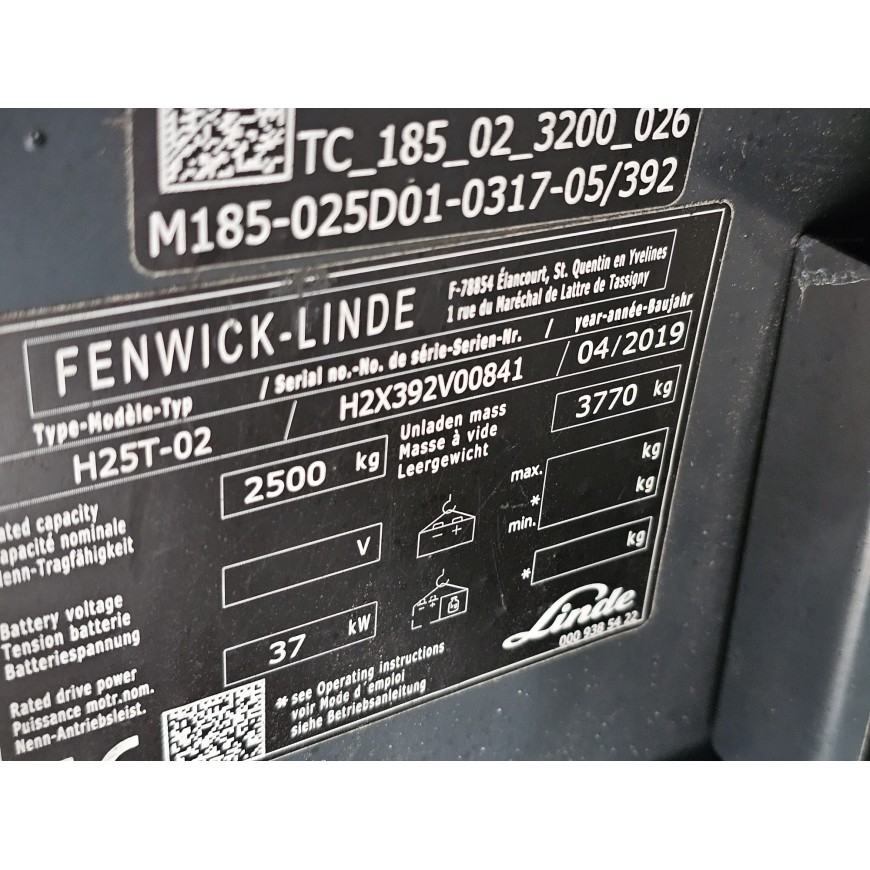 TC_185_02_3200_026
M185-025D01-0317-05/392
FENWICK-LINDE
F-78854 Élancourt, St. Quentin en Yvelines
1 rue du Maréchal de Lattre de Tassigny
Type-Modèle-Typ / Serial no.-No. de série-Serien-Nr. / year-année-Baujahr
H25T-02 / H2X392V00841 / 04/2019
2500 kg
Unladen mass
Masse à vide
Leergewicht
3770 kg
capacity
nominale
max. kg
* kg
min.
V
- +
* kg
Battery voltage
Tension batterie
Batteriespannung
kg
Linde
000 938 54 22
37 kW
Rated drive power
Puissance motr.nom.
Nenn-Antriebsleist.
* see Operating instructions
voir Mode d'emploi
siehe Betriebsanleitung